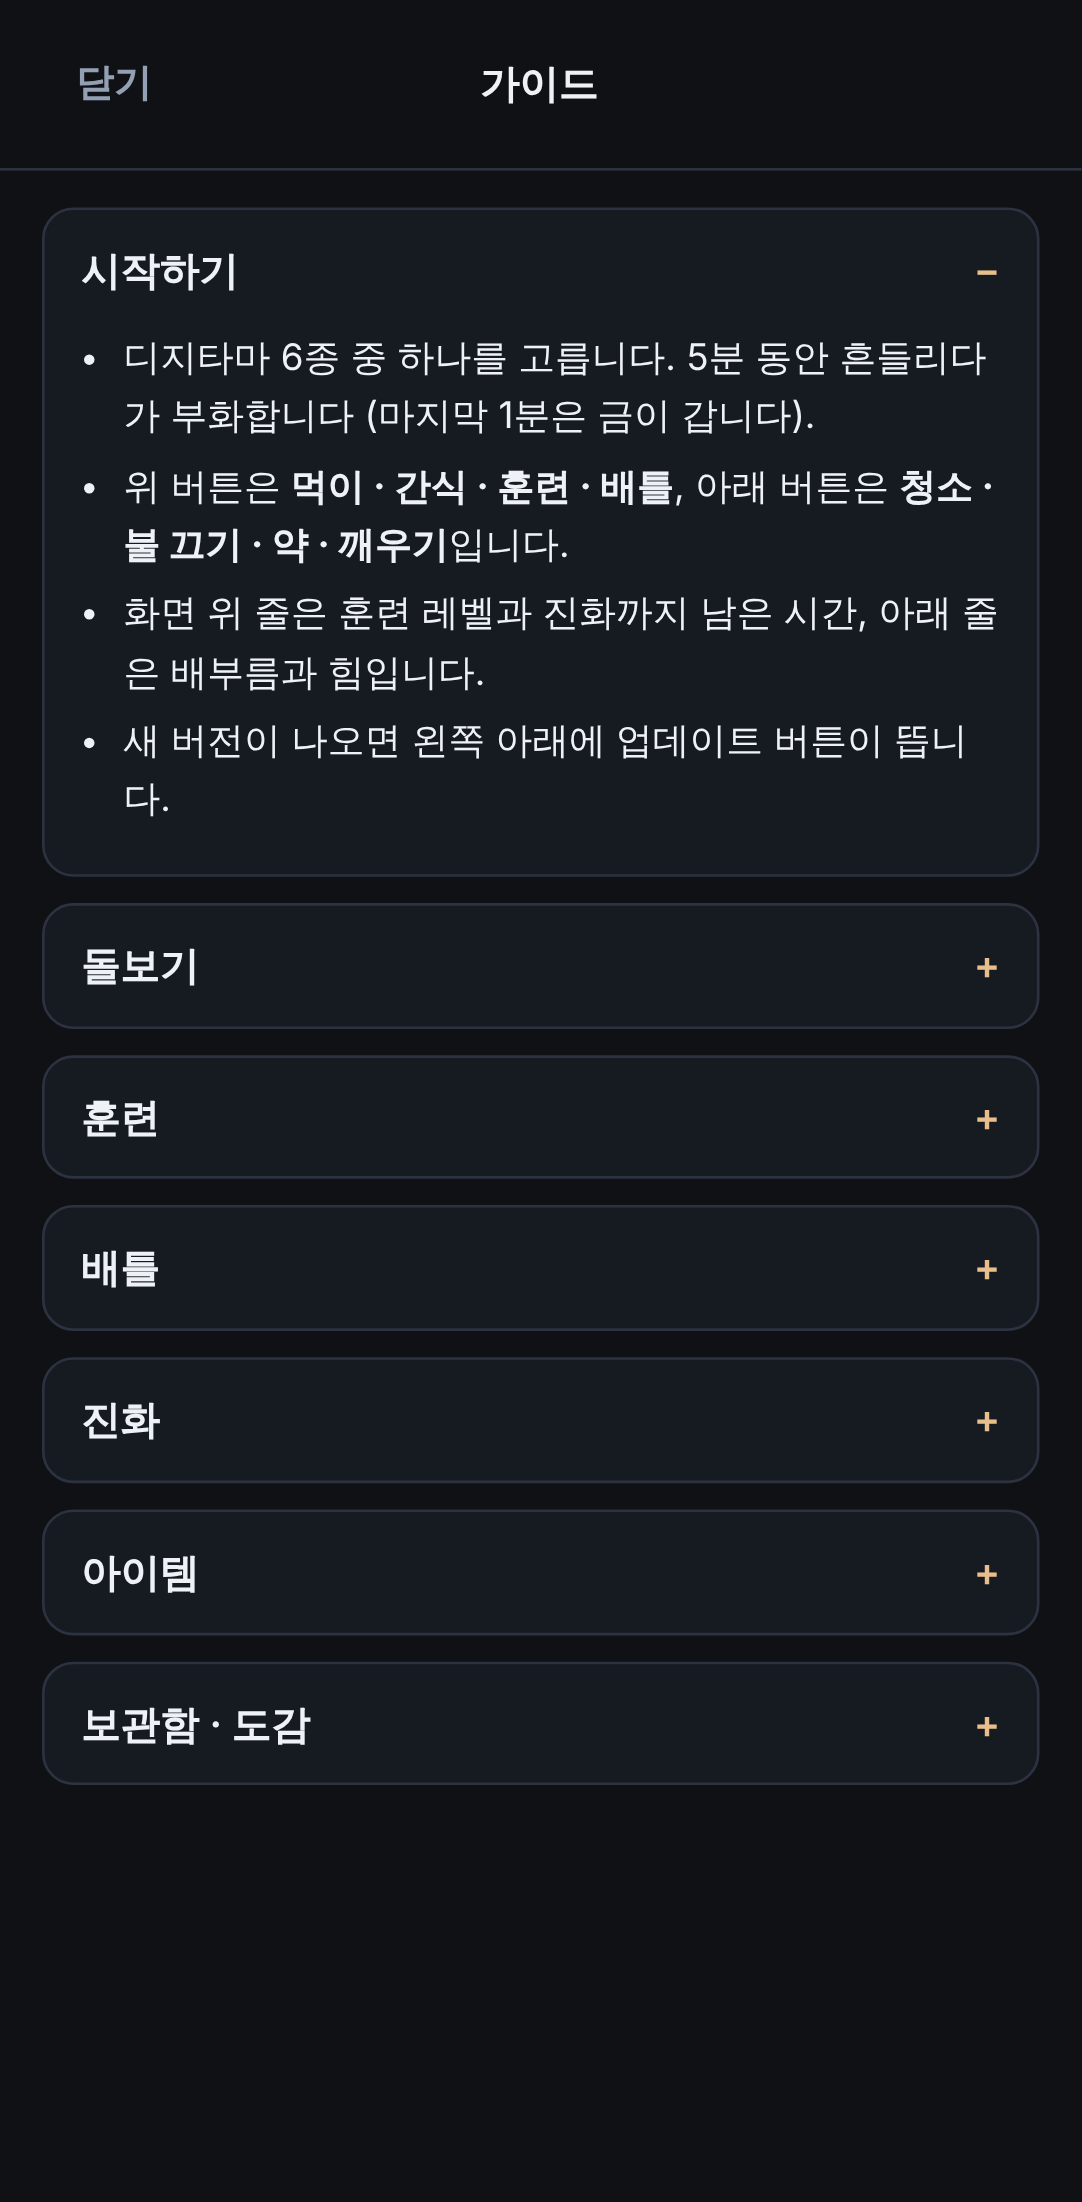 닫기
가이드
시작하기
–
• 디지타마 6종 중 하나를 고릅니다. 5분 동안 흔들리다
가 부화합니다 (마지막 1분은 금이 갑니다).
• 위 버튼은 먹이 · 간식 · 훈련 · 배틀, 아래 버튼은 청소 ·
불 끄기 · 약 · 깨우기입니다.
• 화면 위 줄은 훈련 레벨과 진화까지 남은 시간, 아래 줄
은 배부름과 힘입니다.
• 새 버전이 나오면 왼쪽 아래에 업데이트 버튼이 뜹니
다.
돌보기 +
훈련 +
배틀 +
진화 +
아이템 +
보관함 · 도감 +